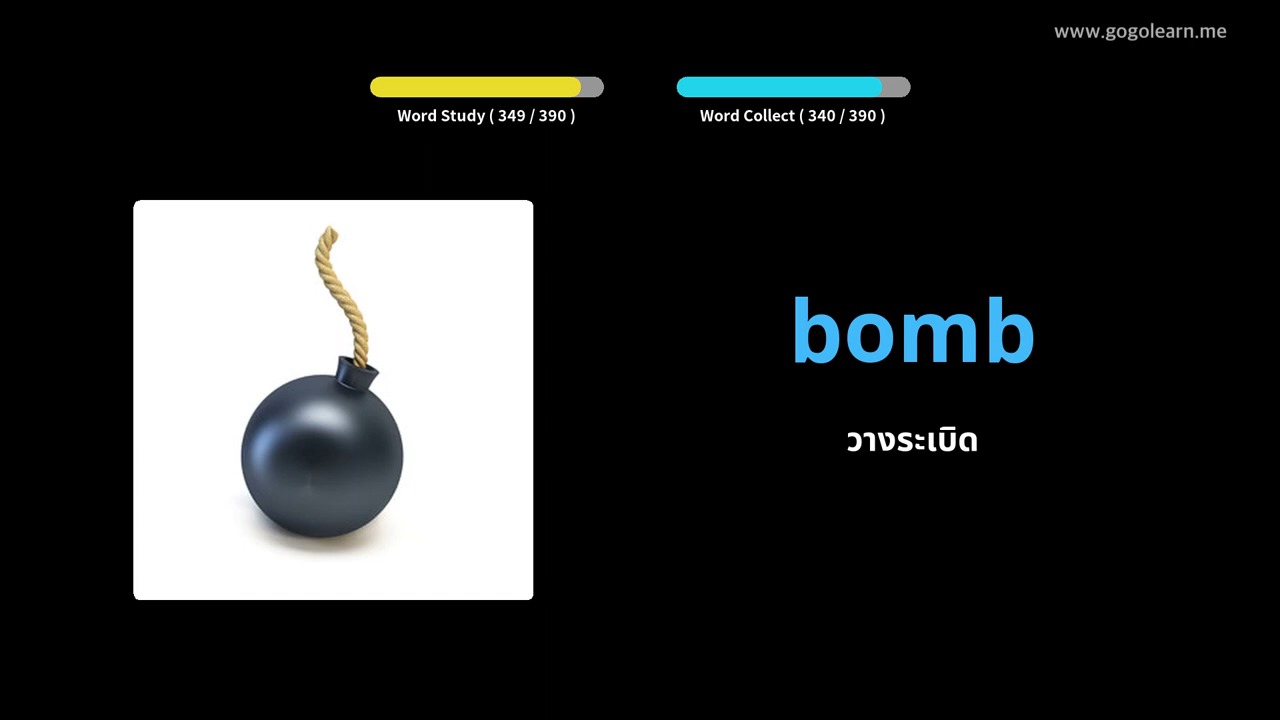 www.gogolearn.me
Word Study ( 349 / 390 )
Word Collect ( 340 / 390 )
bomb
วางระเบิด